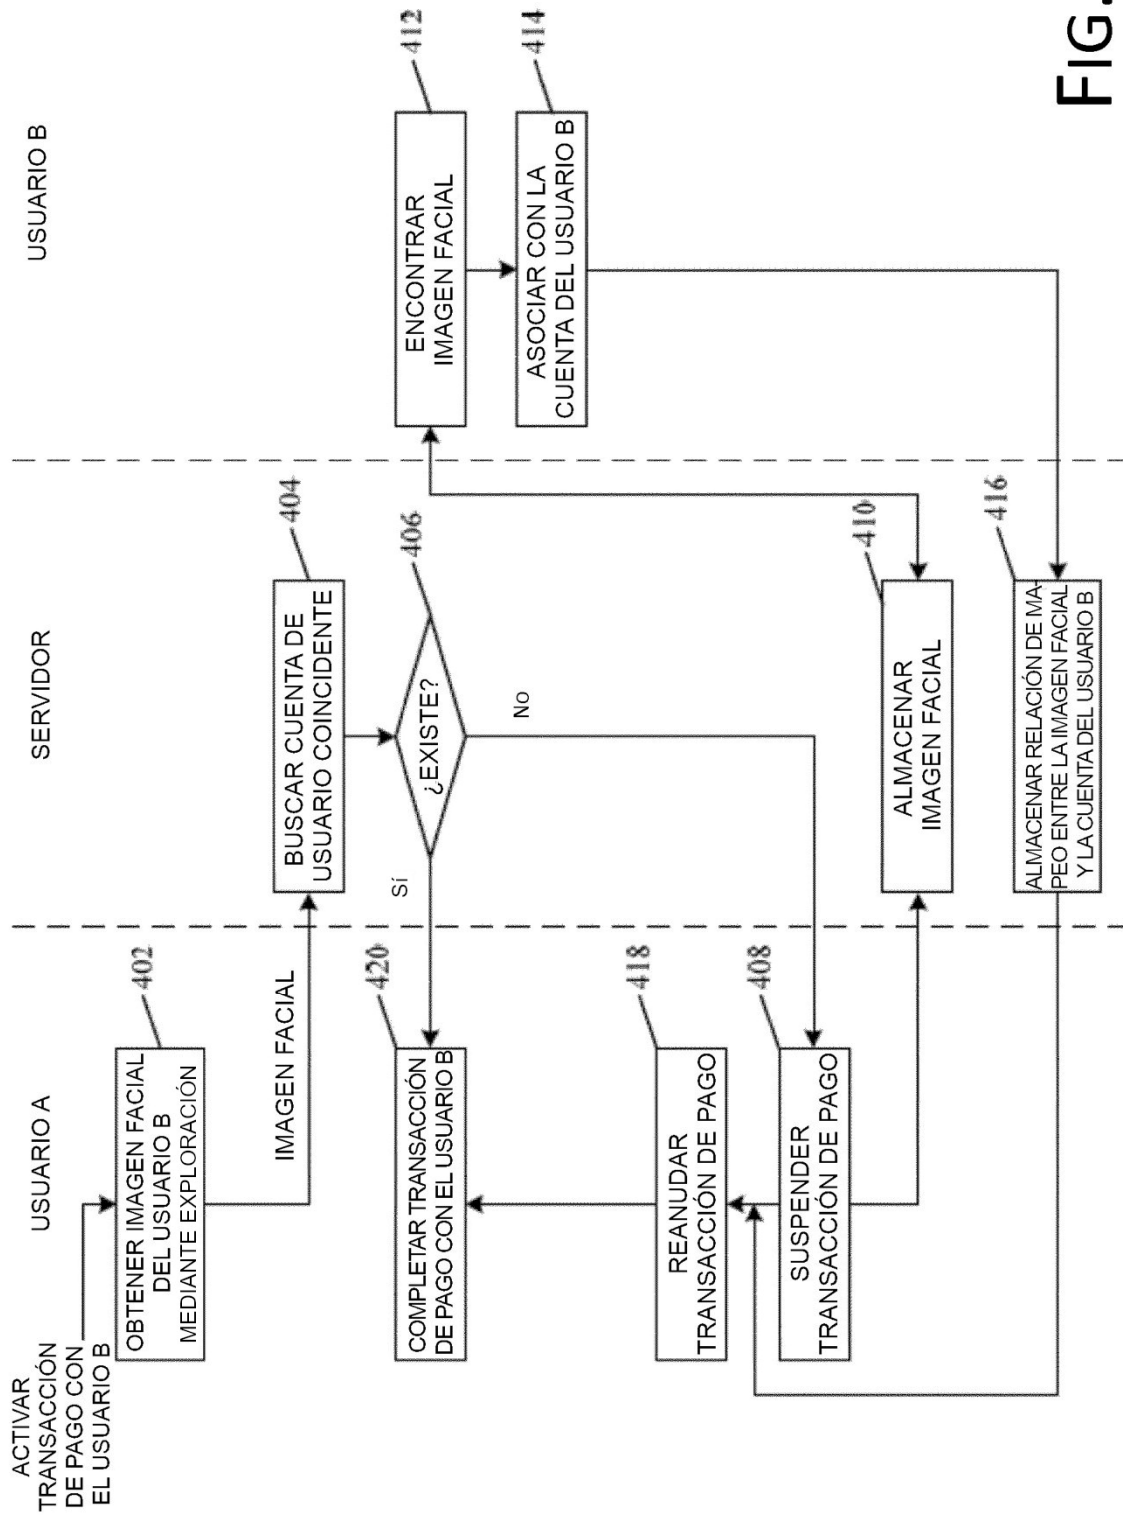 USUARIO A
SERVIDOR
USUARIO B
ACTIVAR
TRANSACCIÓN
DE PAGO CON
EL USUARIO B
402
OBTENER IMAGEN FACIAL
DEL USUARIO B
MEDIANTE EXPLORACIÓN
IMAGEN FACIAL
404
BUSCAR CUENTA DE
USUARIO COINCIDENTE
406
¿EXISTE?
Sí
No
420
COMPLETAR TRANSACCIÓN
DE PAGO CON EL USUARIO B
412
ENCONTRAR
IMAGEN FACIAL
414
ASOCIAR CON LA
CUENTA DEL USUARIO B
418
REANUDAR
TRANSACCIÓN DE PAGO
408
SUSPENDER
TRANSACCIÓN DE PAGO
410
ALMACENAR
IMAGEN FACIAL
416
ALMACENAR RELACIÓN DE MA-
PEO ENTRE LA IMAGEN FACIAL
Y LA CUENTA DEL USUARIO B
FIG.